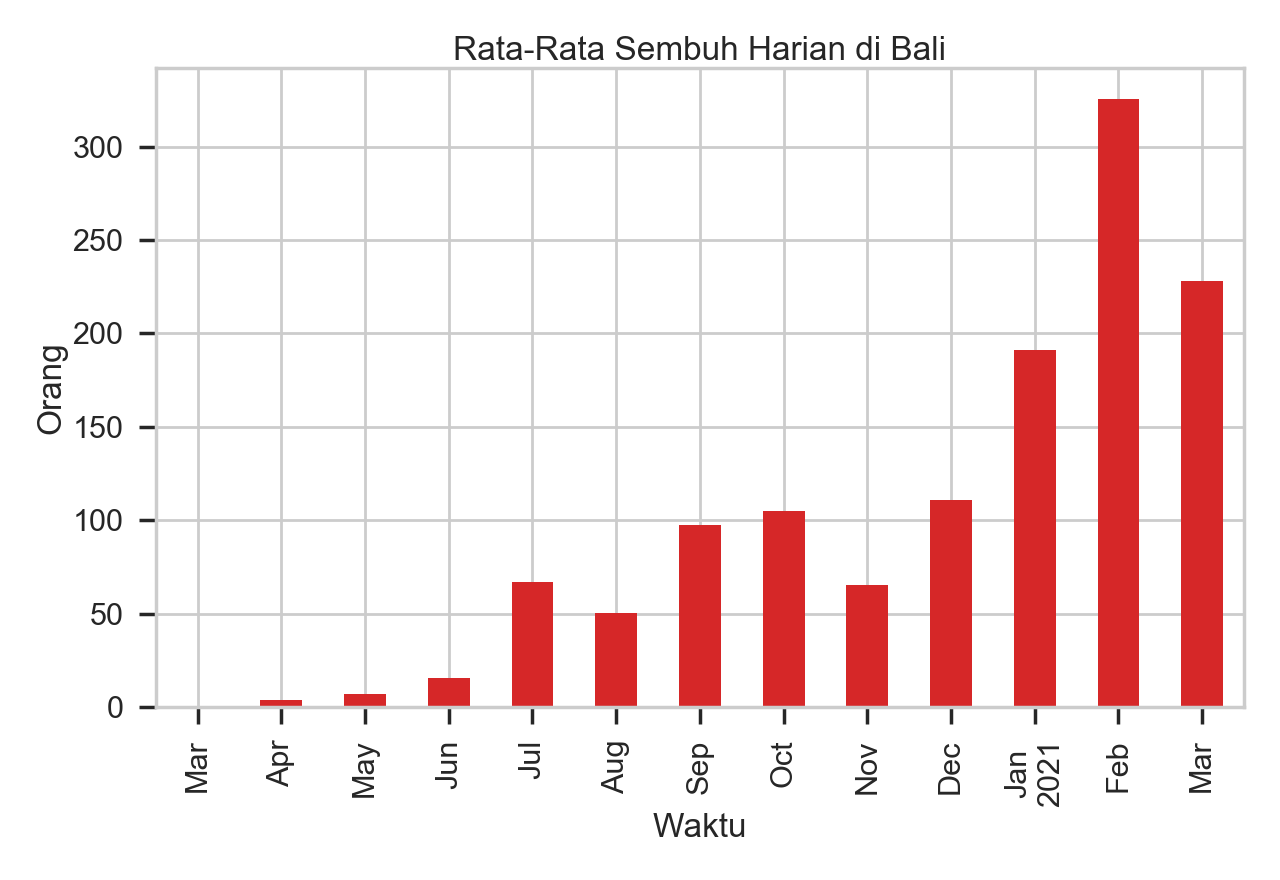 Rata-Rata Sembuh Harian di Bali
Orang
300
250
200
150
100
50
0
Mar
Apr
May
Jun
Jul
Aug
Sep
Oct
Nov
Dec
Jan
2021
Feb
Mar
Waktu